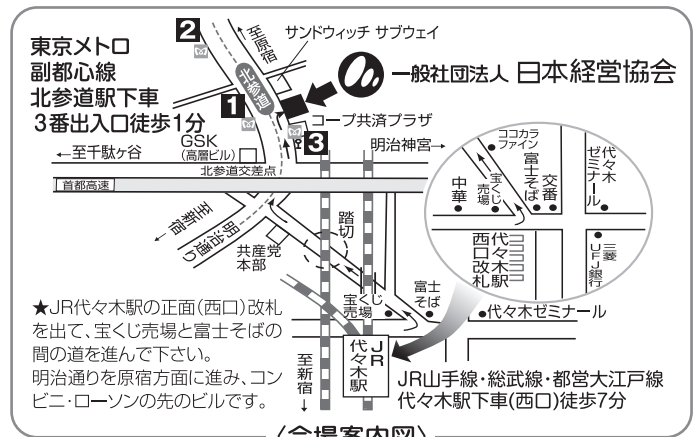 東京メトロ
副都心線
北参道駅下車
3番出入口徒歩1分
2
至原宿→
サンドウィッチ サブウェイ
北参道
一般社団法人 日本経営協会
1
コープ共済プラザ
3
GSK
(高層ビル)
←至千駄ヶ谷
明治神宮→
北参道交差点
首都高速
至新宿
明治通り
共産党
本部
踏切
宝くじ
売場
富士
そば
代々木ゼミナール
JR
代々木駅
至新宿
ココカラ
ファイン
中華
宝くじ
売場
富士そば
交番
代々木
ゼミナール
代々木駅
西口改札
三菱
UFJ銀行
★JR代々木駅の正面(西口)改札
を出て、宝くじ売場と富士そばの
間の道を進んで下さい。
明治通りを原宿方面に進み、コン
ビニ・ローソンの先のビルです。
JR山手線・総武線・都営大江戸線
代々木駅下車(西口)徒歩7分
〈会場案内図〉